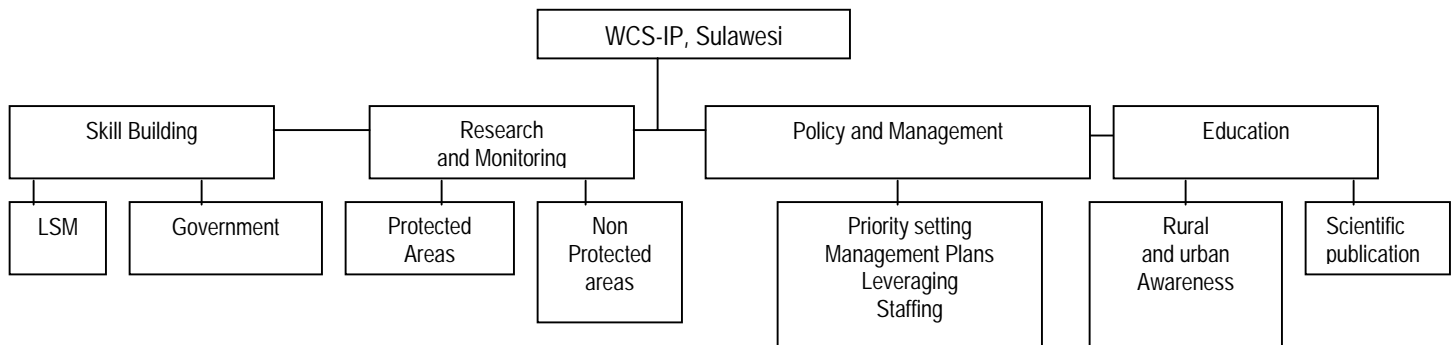 WCS-IP, Sulawesi
Skill Building
Research
and Monitoring
Policy and Management
Education
LSM
Government
Protected
Areas
Non
Protected
areas
Priority setting
Management Plans
Leveraging
Staffing
Rural
and urban
Awareness
Scientific
publication